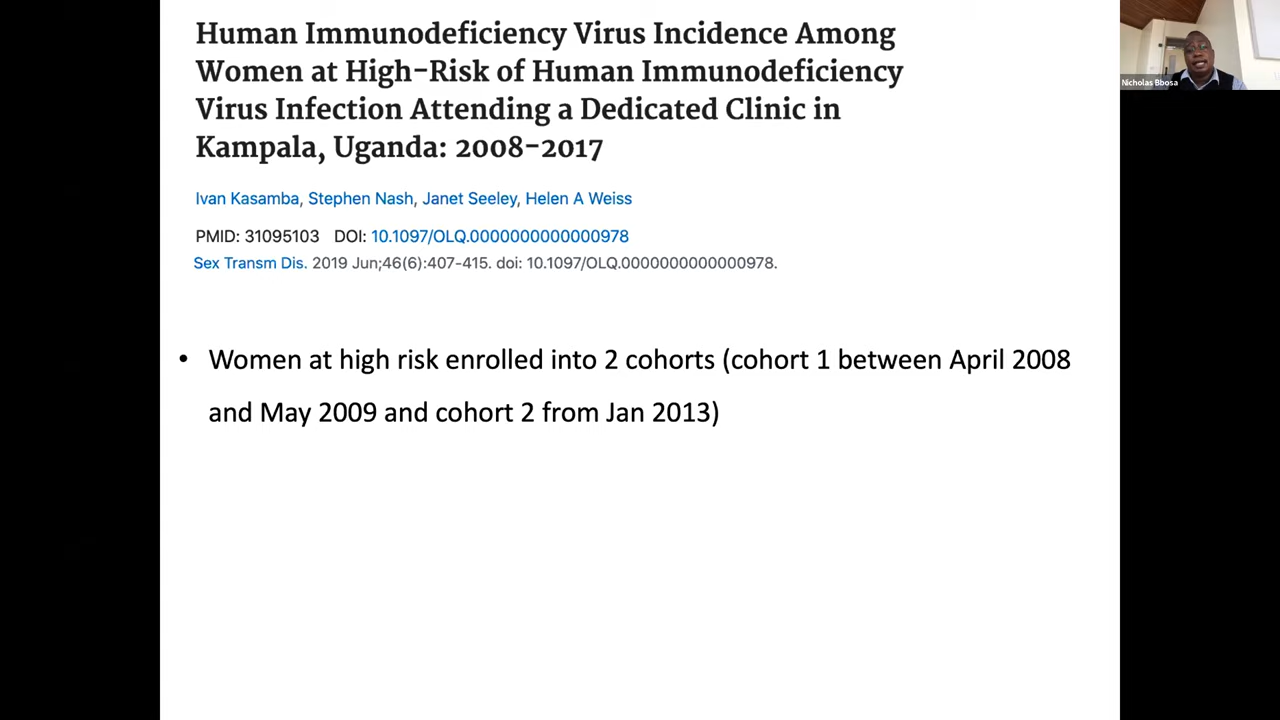 Human Immunodeficiency Virus Incidence Among
Women at High-Risk of Human Immunodeficiency
Virus Infection Attending a Dedicated Clinic in
Kampala, Uganda: 2008-2017
Ivan Kasamba, Stephen Nash, Janet Seeley, Helen A Weiss
PMID: 31095103 DOI: 10.1097/OLQ.0000000000000978
Sex Transm Dis. 2019 Jun;46(6):407-415. doi: 10.1097/OLQ.0000000000000978.
• Women at high risk enrolled into 2 cohorts (cohort 1 between April 2008
and May 2009 and cohort 2 from Jan 2013)
Nicholas Bbosa